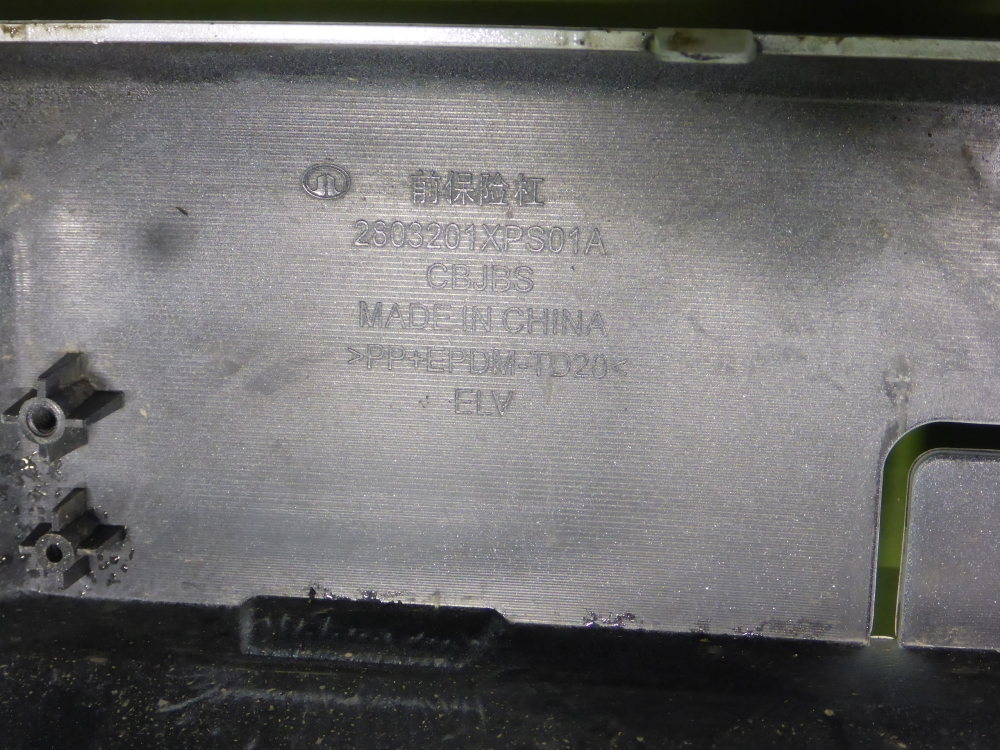 前保险杠
2803201XPS01A
CBJBS
MADE IN CHINA
>PP+EPDM-TD20<
ELV